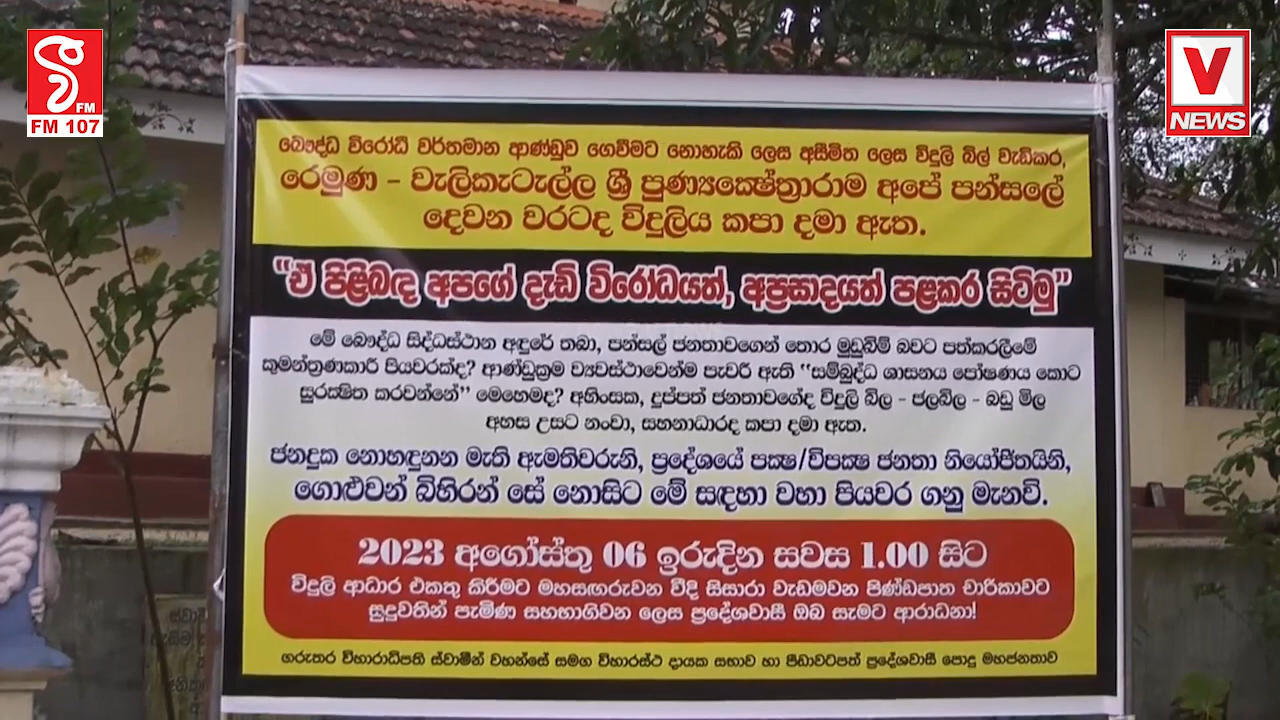 වී
FM
FM 107
V
NEWS
බෞද්ධ විරෝධී වර්තමාන ආණ්ඩුව ගෙවීමට නොහැකි ලෙස අසීමිත ලෙස විදුලි බිල් වැඩිකර,
රෙමුණ - වැලිකැටැල්ල ශ්‍රී පුණ්‍යක්‍ෂේත්‍රාරාම අපේ පන්සලේ
දෙවන වරටද විදුලිය කපා දමා ඇත.
“ඒ පිළිබඳ අපගේ දැඩි විරෝධයත්, අප්‍රසාදයත් පළකර සිටිමු”
මේ බෞද්ධ සිද්ධස්ථාන අඳුරේ තබා, පන්සල් ජනතාවගෙන් තොර මුඩුබිම් බවට පත්කරලීමේ
කුමන්ත්‍රණකාරී පියවරක්ද? ආණ්ඩුක්‍රම ව්‍යවස්ථාවෙන්ම පැවරී ඇති “සම්බුද්ධ ශාසනය පෝෂණය කොට
සුරක්‍ෂිත කරවන්නේ” මෙහෙමද? අහිංසක, දුප්පත් ජනතාවගේද විදුලි බිල - ජලබිල - බඩු මිල
අහස උසට නංවා, සහනාධාරද කපා දමා ඇත.
ජනදුක නොහඳුනන මැති ඇමතිවරුනි, ප්‍රදේශයේ පක්‍ෂ/විපක්‍ෂ ජනතා නියෝජිතයිනි,
ගොළුවන් බිහිරන් සේ නොසිට මේ සඳහා වහා පියවර ගනු මැනවි.
2023 අගෝස්තු 06 ඉරුදින සවස 1.00 සිට
විදුලි ආධාර එකතු කිරීමට මහසඟරුවන වීදි සිසාරා වැඩමවන පිණ්ඩපාත චාරිකාවට
සුදුවතින් පැමිණ සහභාගිවන ලෙස ප්‍රදේශවාසී ඔබ සැමට ආරාධනා!
ගරුතර විහාරාධිපති ස්වාමීන් වහන්සේ සමග විහාරස්ථ දායක සභාව හා පීඩාවටපත් ප්‍රදේශවාසී පොදු මහජනතාව